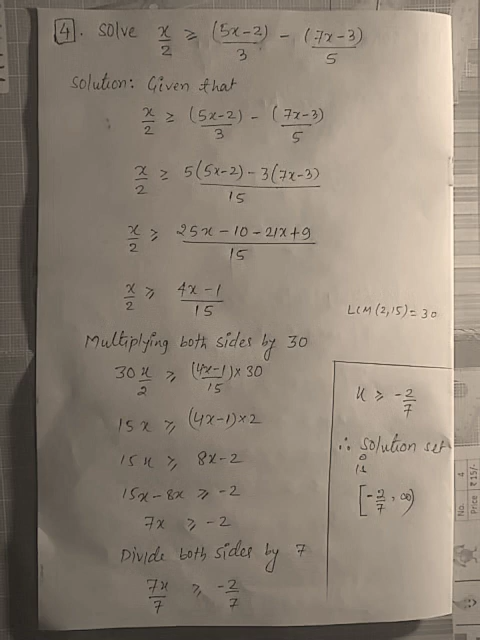 4. Solve x/2 ≥ (5x-2)/3 - (7x-3)/5
Solution: Given that
x/2 ≥ (5x-2)/3 - (7x-3)/5
x/2 ≥ 5(5x-2) - 3(7x-3)/15
x/2 ≥ 25x - 10 - 21x + 9/15
x/2 ≥ 4x - 1/15
LCM(2,15) = 30
Multiplying both sides by 30
30 x/2 ≥ (4x-1)/15 × 30
15x ≥ (4x-1) × 2
15x ≥ 8x - 2
15x - 8x ≥ -2
7x ≥ -2
Divide both sides by 7
7x/7 ≥ -2/7
x ≥ -2/7
∴ Solution set
is
[-2/7, ∞)
No. 4
Price ₹15/-